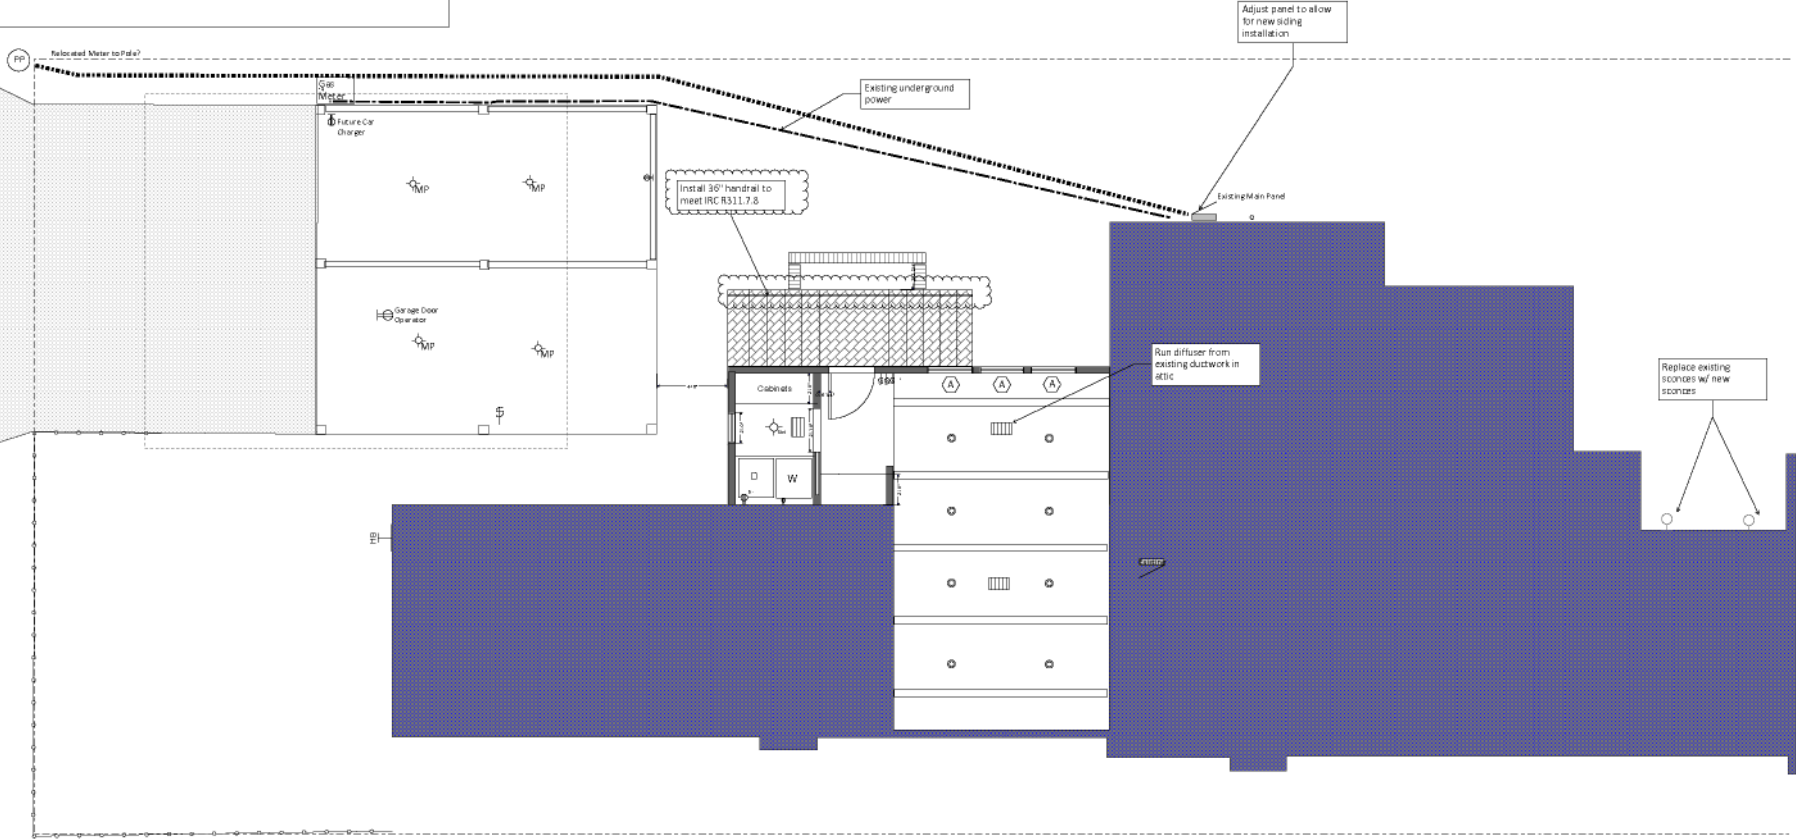 Adjust panel to allow
for new siding
installation
PP
Relocated Meter to Pole?
Gas
Meter
Existing underground
power
Future Car
Charger
MP
MP
Install 36" handrail to
meet IRC R311.7.8
Existing Main Panel
Garage Door
Operator
MP
MP
$
Run diffuser from
existing ductwork in
attic
Replace existing
sconces w/ new
sconces
Cabinets
A
A
A
D
W
HB